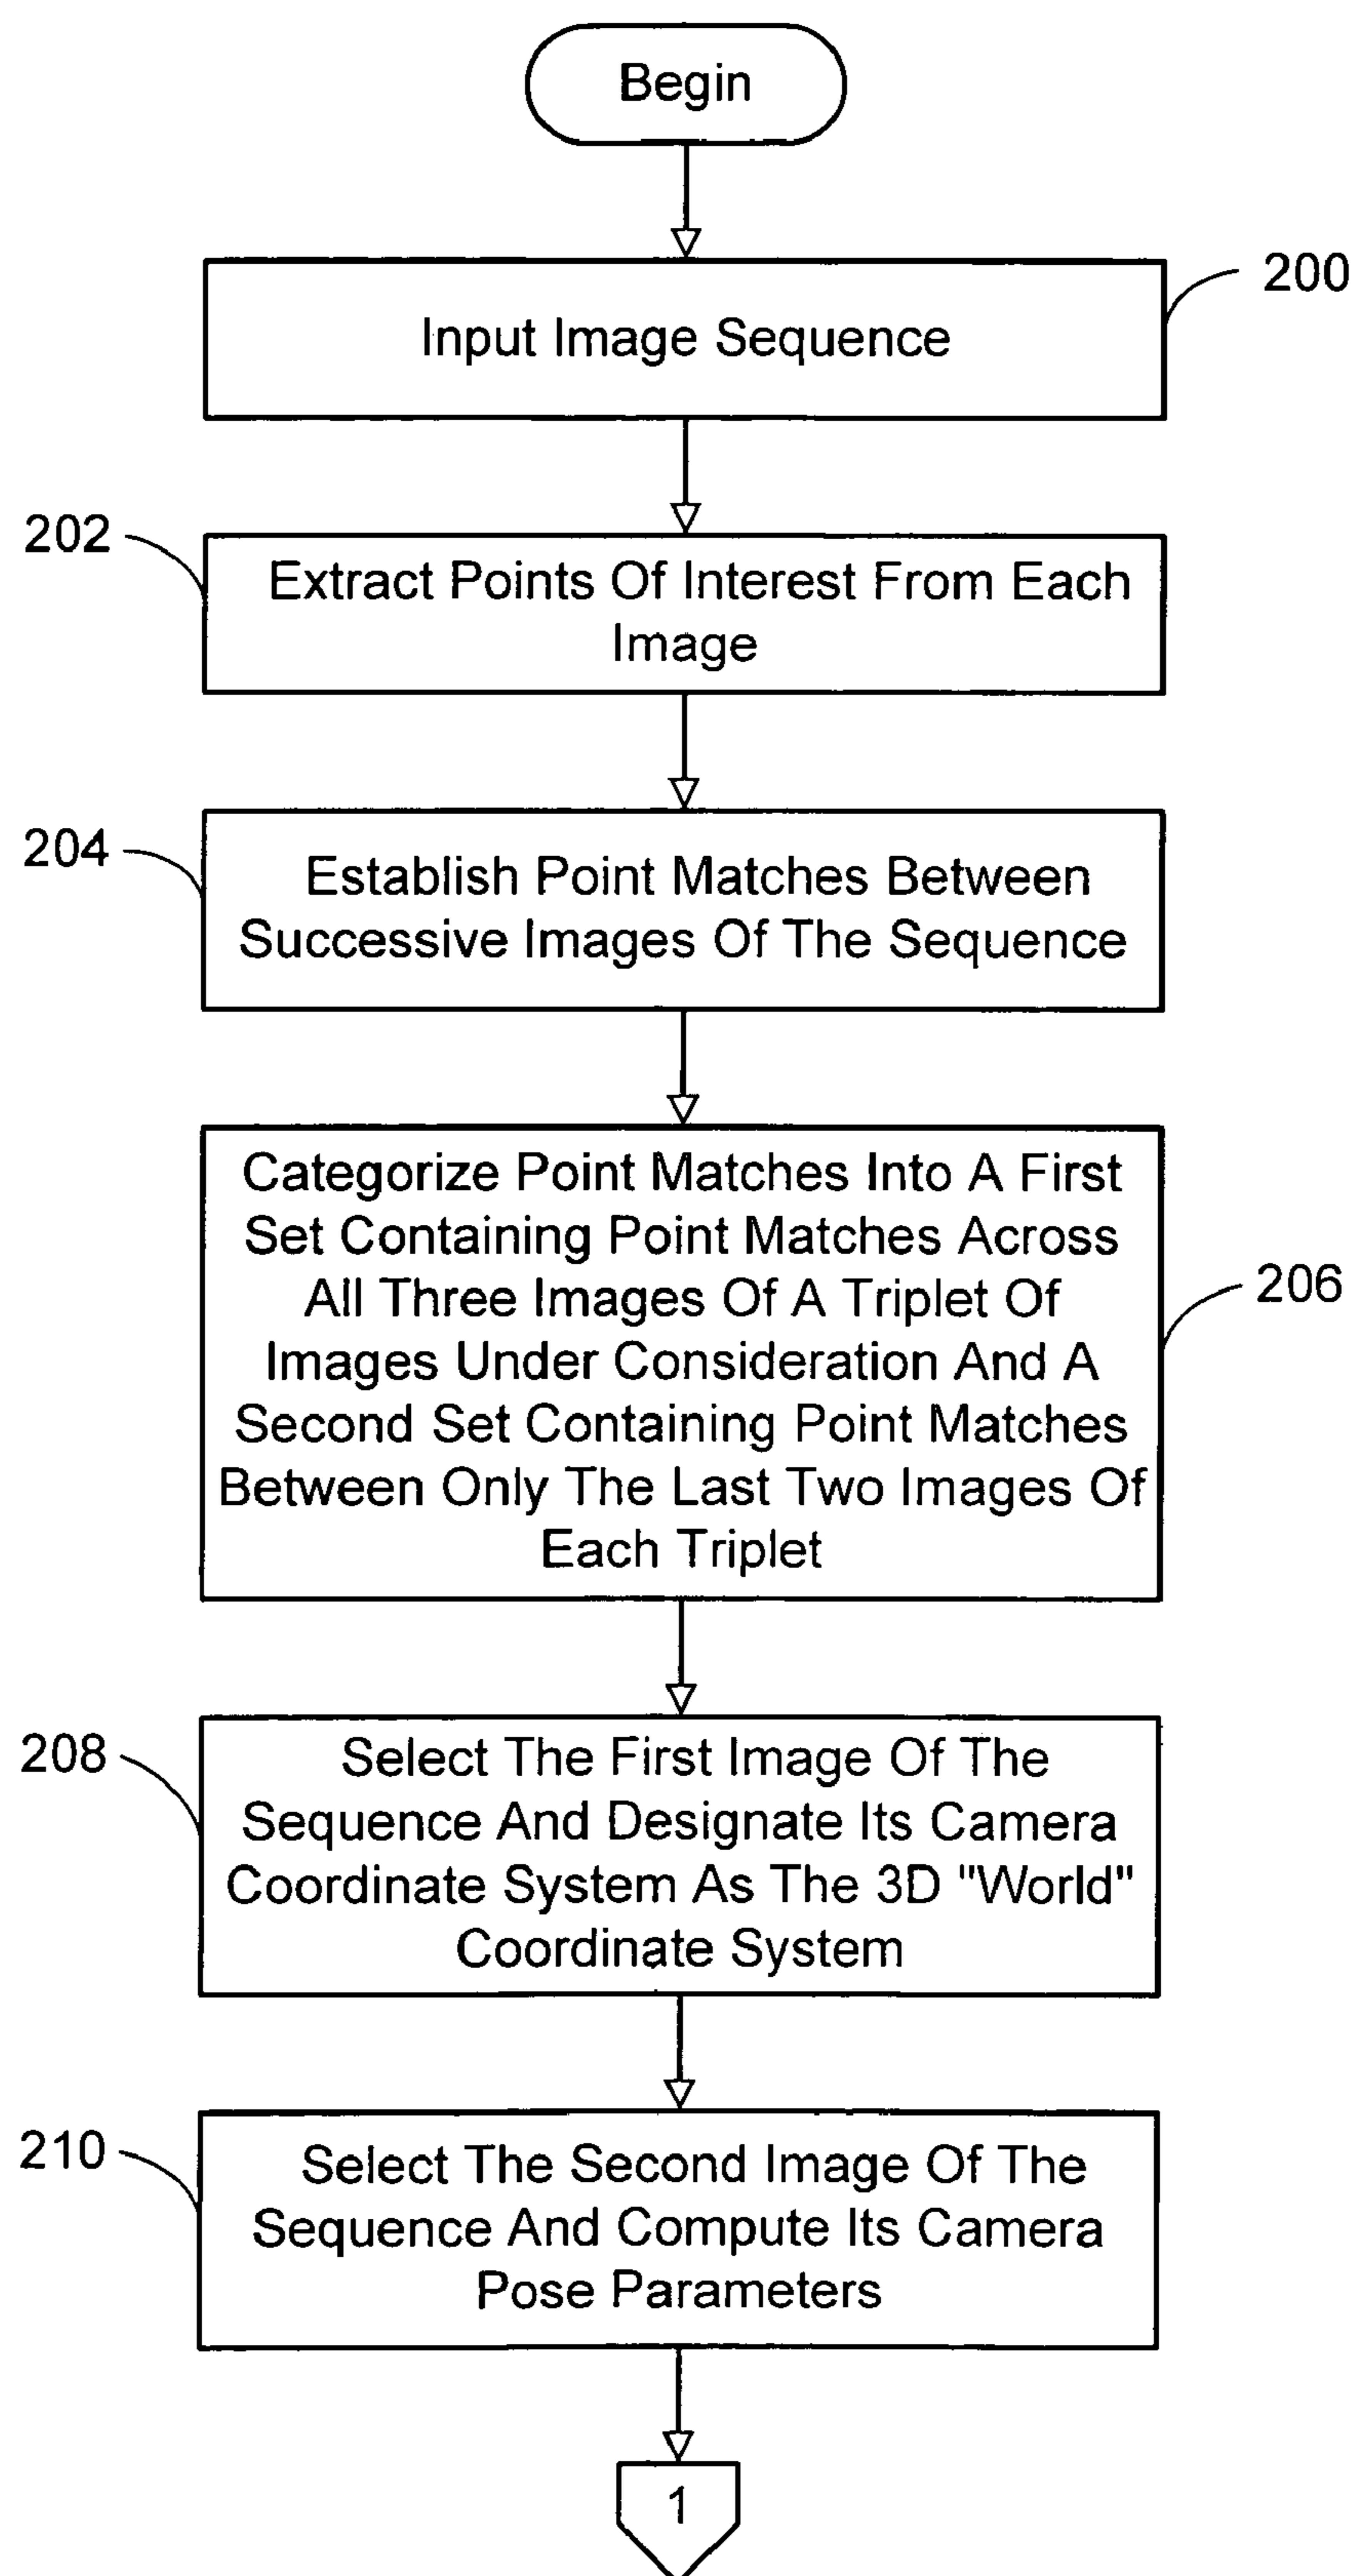 Begin
200
Input Image Sequence
202
Extract Points Of Interest From Each
Image
204
Establish Point Matches Between
Successive Images Of The Sequence
Categorize Point Matches Into A First
Set Containing Point Matches Across
All Three Images Of A Triplet Of
Images Under Consideration And A
Second Set Containing Point Matches
Between Only The Last Two Images Of
Each Triplet
206
208
Select The First Image Of The
Sequence And Designate Its Camera
Coordinate System As The 3D "World"
Coordinate System
210
Select The Second Image Of The
Sequence And Compute Its Camera
Pose Parameters
1